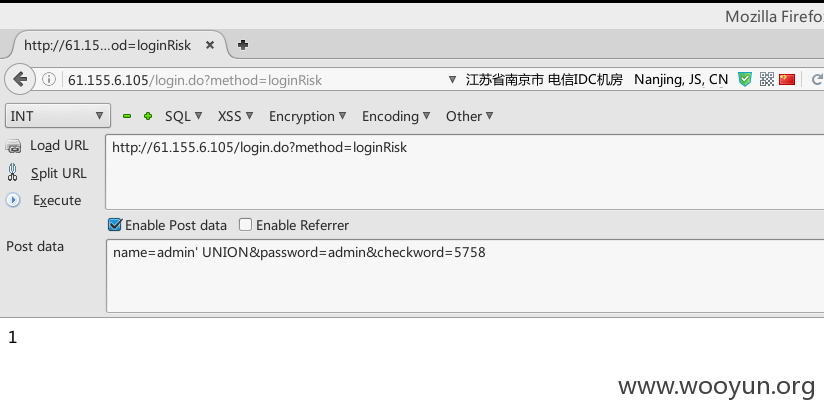 Mozilla Firefo
http://61.15...od=loginRisk
61.155.6.105/login.do?method=loginRisk 江苏省南京市 电信IDC机房 Nanjing, JS, CN
INT SQL XSS Encryption Encoding Other
Load URL http://61.155.6.105/login.do?method=loginRisk
Split URL
Execute
Enable Post data Enable Referrer
Post data name=admin' UNION&password=admin&checkword=5758
1
www.wooyun.org